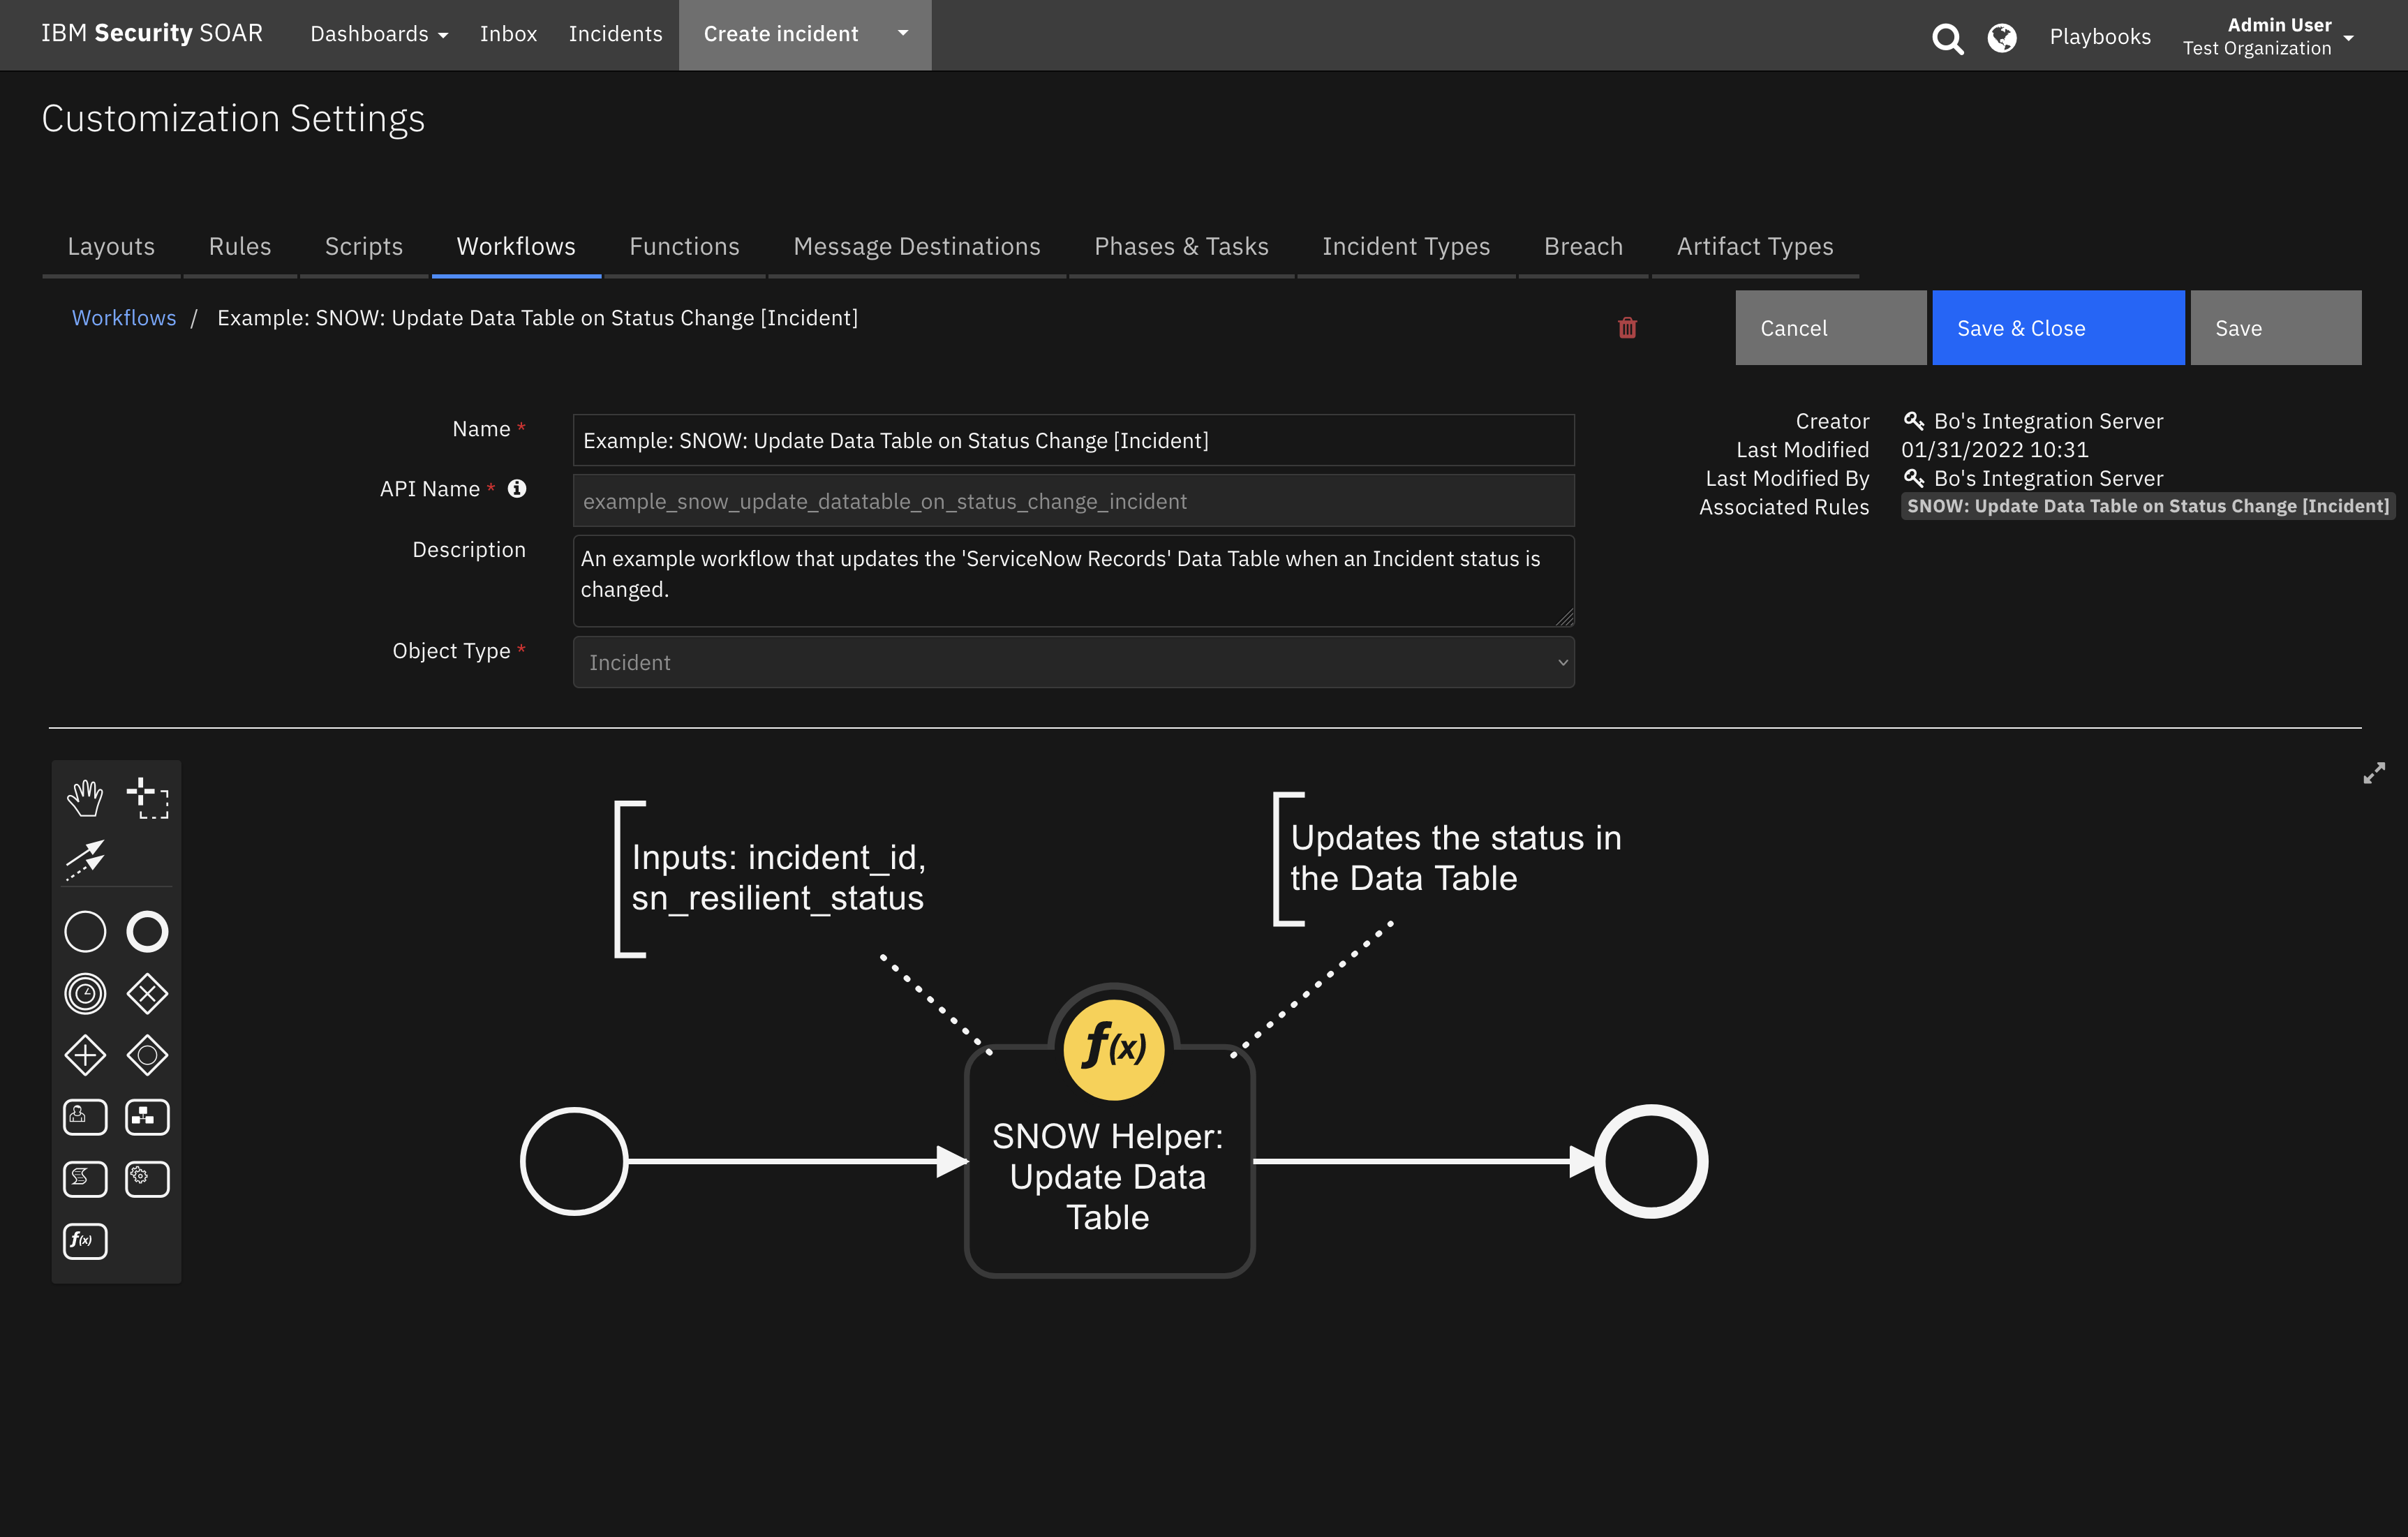 IBM Security SOAR Dashboards Inbox Incidents Create incident Playbooks Admin User
Test Organization
Customization Settings
Layouts Rules Scripts Workflows Functions Message Destinations Phases & Tasks Incident Types Breach Artifact Types
Workflows / Example: SNOW: Update Data Table on Status Change [Incident] Cancel Save & Close Save
Name * Example: SNOW: Update Data Table on Status Change [Incident]
API Name * example_snow_update_datatable_on_status_change_incident
Description An example workflow that updates the 'ServiceNow Records' Data Table when an Incident status is
changed.
Object Type * Incident
Creator Bo's Integration Server
Last Modified 01/31/2022 10:31
Last Modified By Bo's Integration Server
Associated Rules SNOW: Update Data Table on Status Change [Incident]
Inputs: incident_id,
sn_resilient_status
Updates the status in
the Data Table
f(x)
SNOW Helper:
Update Data
Table
f(x)